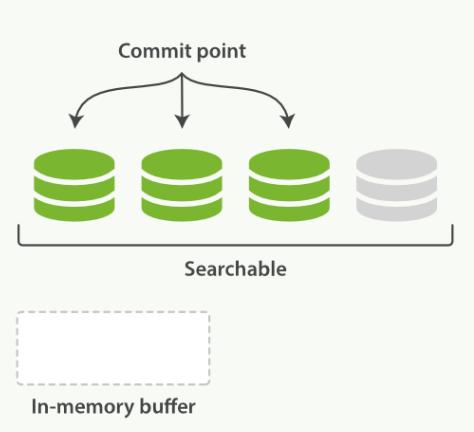 Commit point
Searchable
In-memory buffer